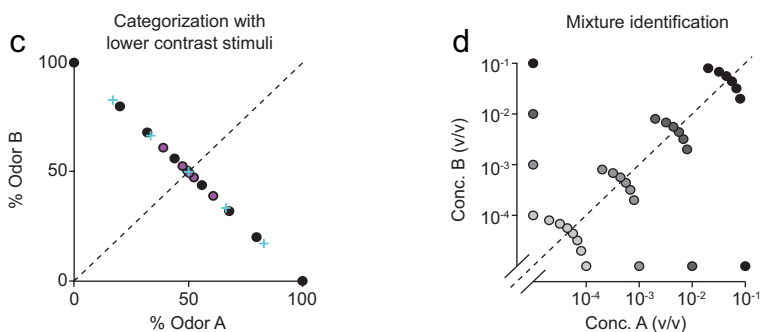 c
Categorization with
lower contrast stimuli
100
50
0
% Odor B
0
50
100
% Odor A
d
Mixture identification
10-1
10-2
10-3
10-4
Conc. B (v/v)
10-4
10-3
10-2
10-1
Conc. A (v/v)